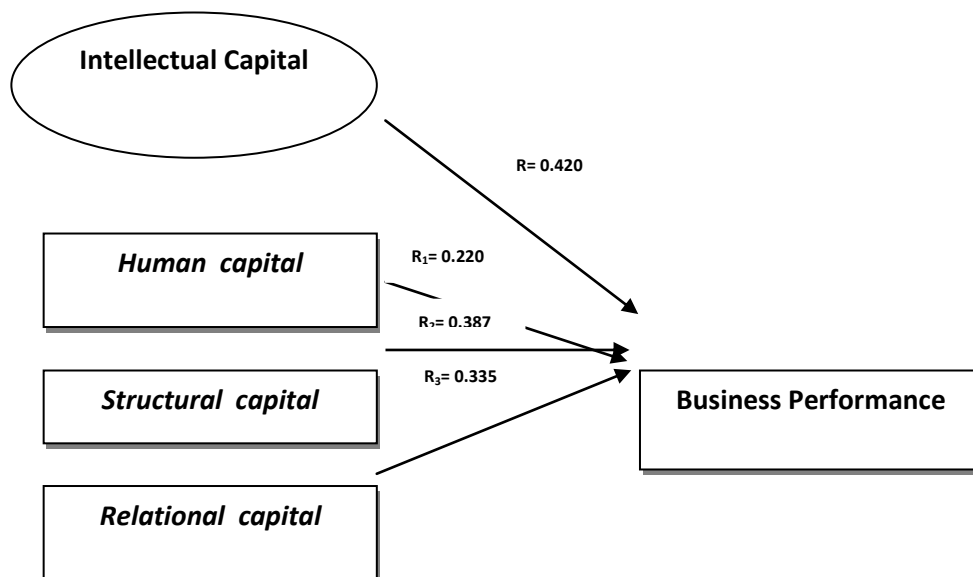 Intellectual Capital
R= 0.420
Human capital
R₁= 0.220
R₂= 0.387
R₃= 0.335
Structural capital
Business Performance
Relational capital